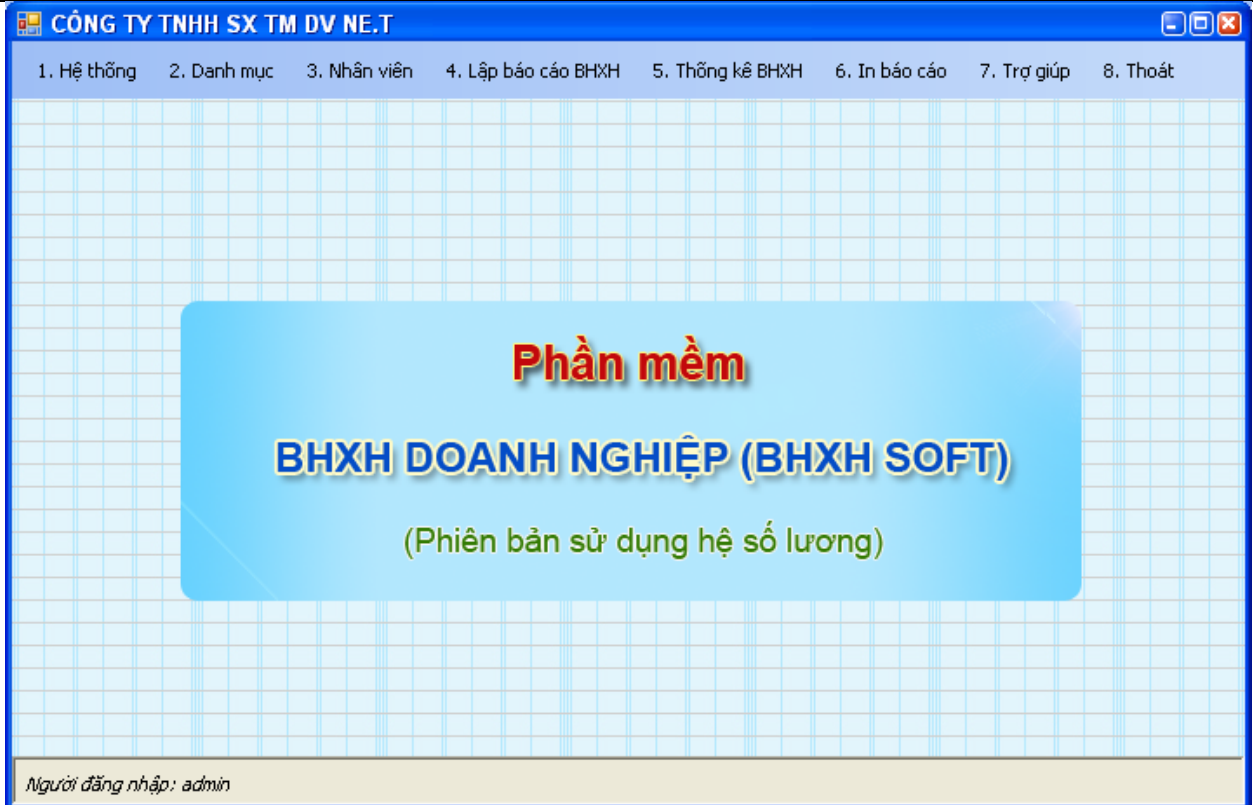 CÔNG TY TNHH SX TM DV NE.T
1. Hệ thống 2. Danh mục 3. Nhân viên 4. Lập báo cáo BHXH 5. Thống kê BHXH 6. In báo cáo 7. Trợ giúp 8. Thoát
Phần mềm
BHXH DOANH NGHIỆP (BHXH SOFT)
(Phiên bản sử dụng hệ số lương)
Người đăng nhập: admin